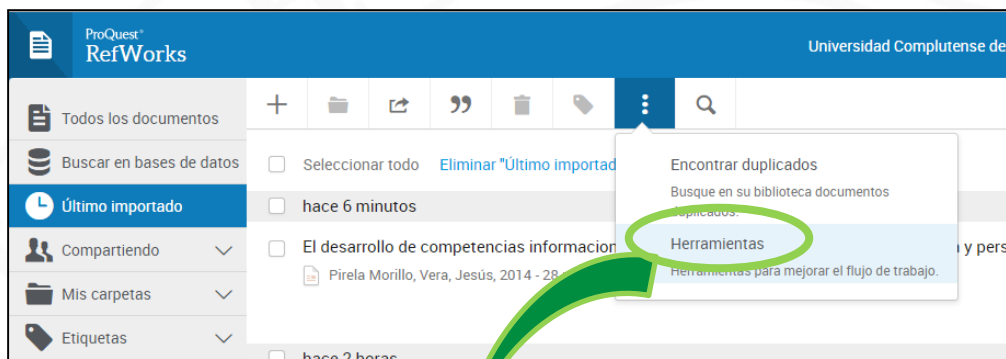 ProQuest°
RefWorks
Universidad Complutense de
Todos los documentos
Buscar en bases de datos
Último importado
Compartiendo
Mis carpetas
Etiquetas
Seleccionar todo Eliminar "Último importad
hace 6 minutos
El desarrollo de competencias informacion
y pers
Pirela Morillo, Vera, Jesús, 2014 - 28
hace 2 horas
Encontrar duplicados
Busque en su biblioteca documentos
duplicados.
Herramientas
Herramientas para mejorar el flujo de trabajo.